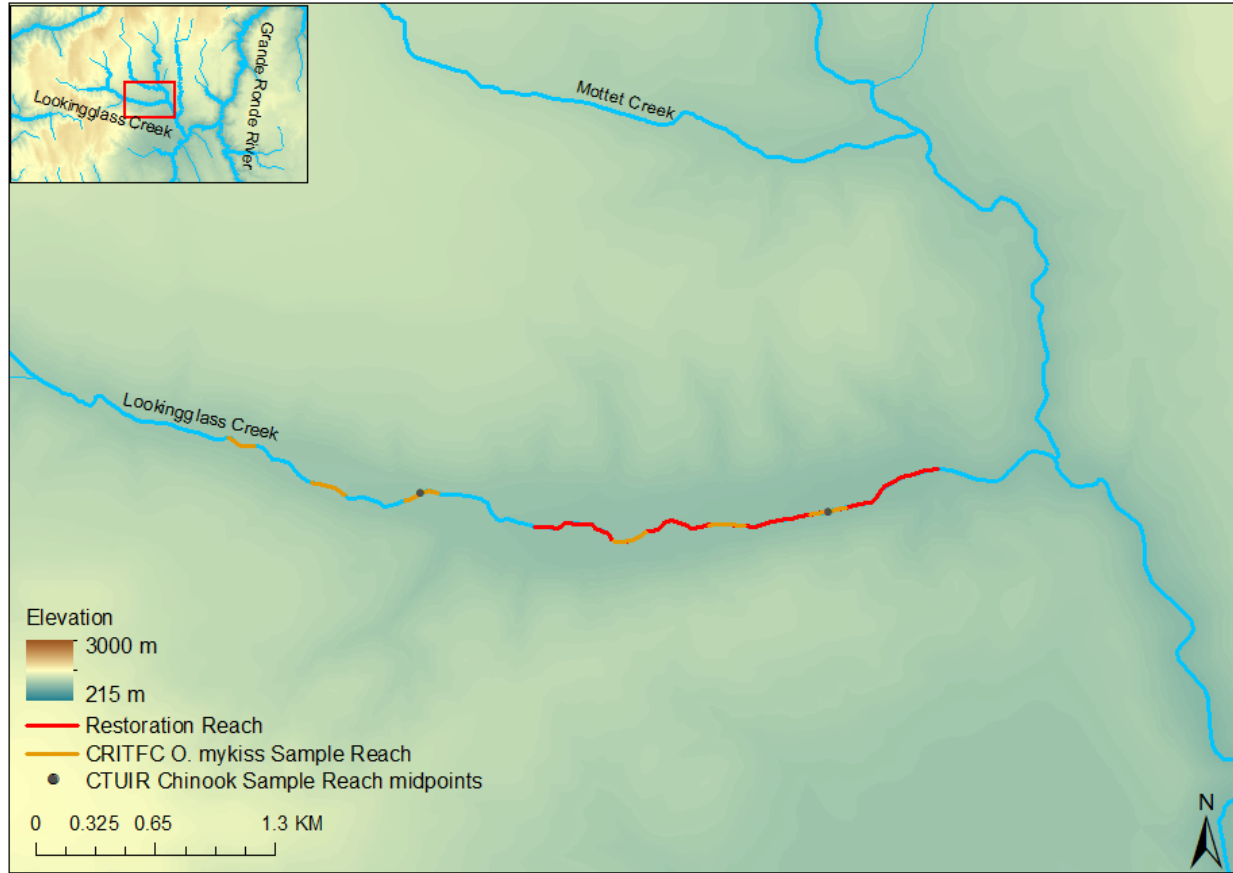 Grande Ronde River
Lookingglass Creek
Mottet Creek
Lookingglass Creek
Elevation
3000 m
215 m
Restoration Reach
CRITFC O. mykiss Sample Reach
CTUIR Chinook Sample Reach midpoints
0 0.325 0.65 1.3 KM
N